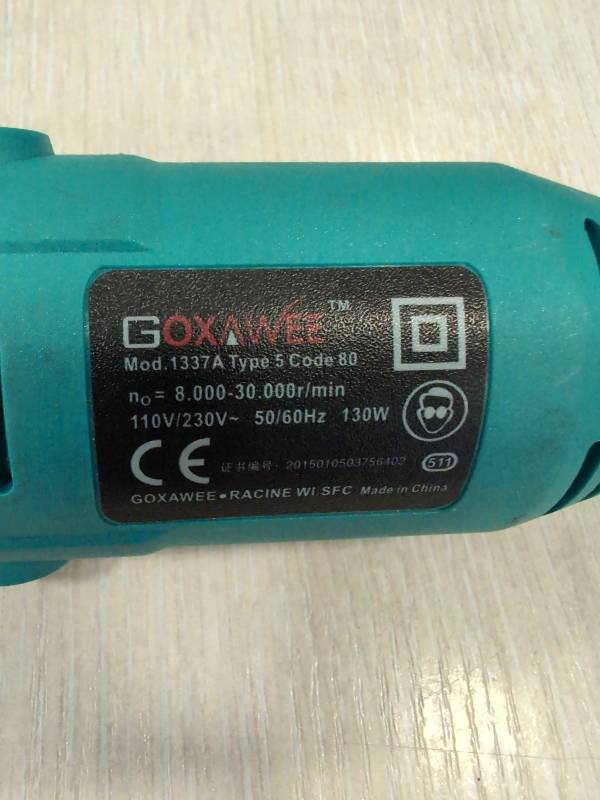 GOXAWEE™
Mod.1337A Type 5 Code 80
no= 8.000-30.000r/min
110V/230V~ 50/60Hz 130W
CE 证书编号: 2015010503756402 511
GOXAWEE•RACINE WI.SFC Made in China